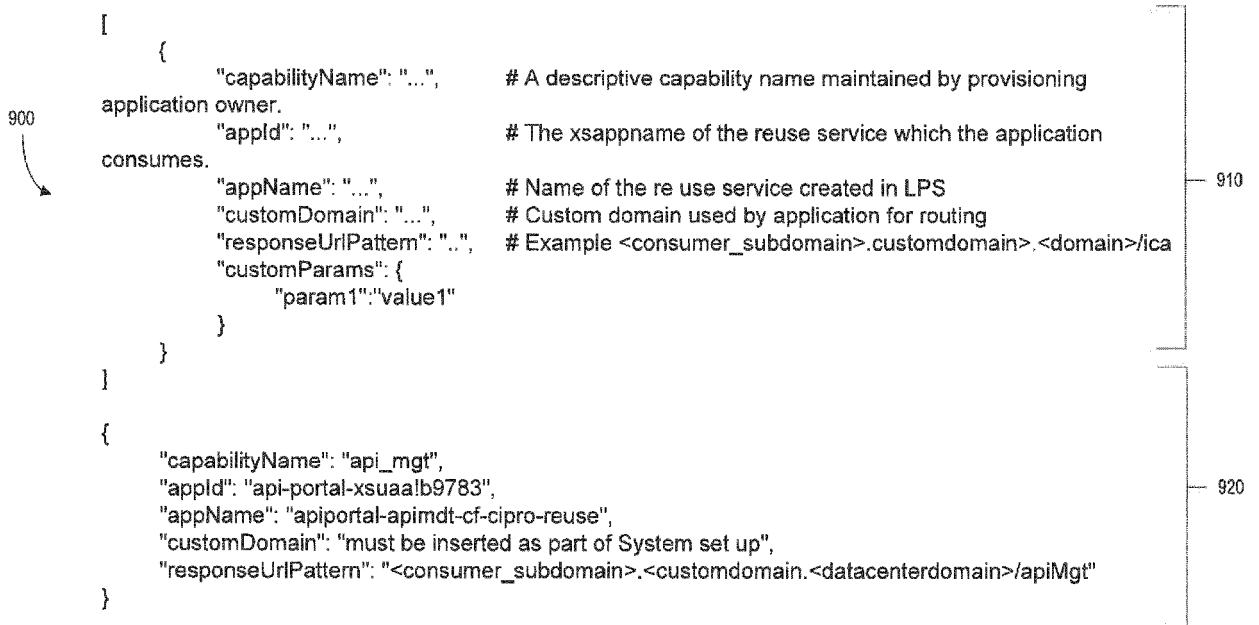 [
{
"capabilityName": "...", # A descriptive capability name maintained by provisioning
application owner.
900
"appId": "...", # The xsappname of the reuse service which the application
consumes.
"appName": "...", # Name of the re use service created in LPS
910
"customDomain": "...", # Custom domain used by application for routing
"responseUrlPattern": "..", # Example <consumer_subdomain>.customdomain>.<domain>/ica
"customParams": {
"param1":"value1"
}
}
]
{
"capabilityName": "api_mgt",
"appId": "api-portal-xsuaa!b9783",
920
"appName": "apiportal-apimdt-cf-cipro-reuse",
"customDomain": "must be inserted as part of System set up",
"responseUrlPattern": "<consumer_subdomain>.<customdomain.<datacenterdomain>/apiMgt"
}